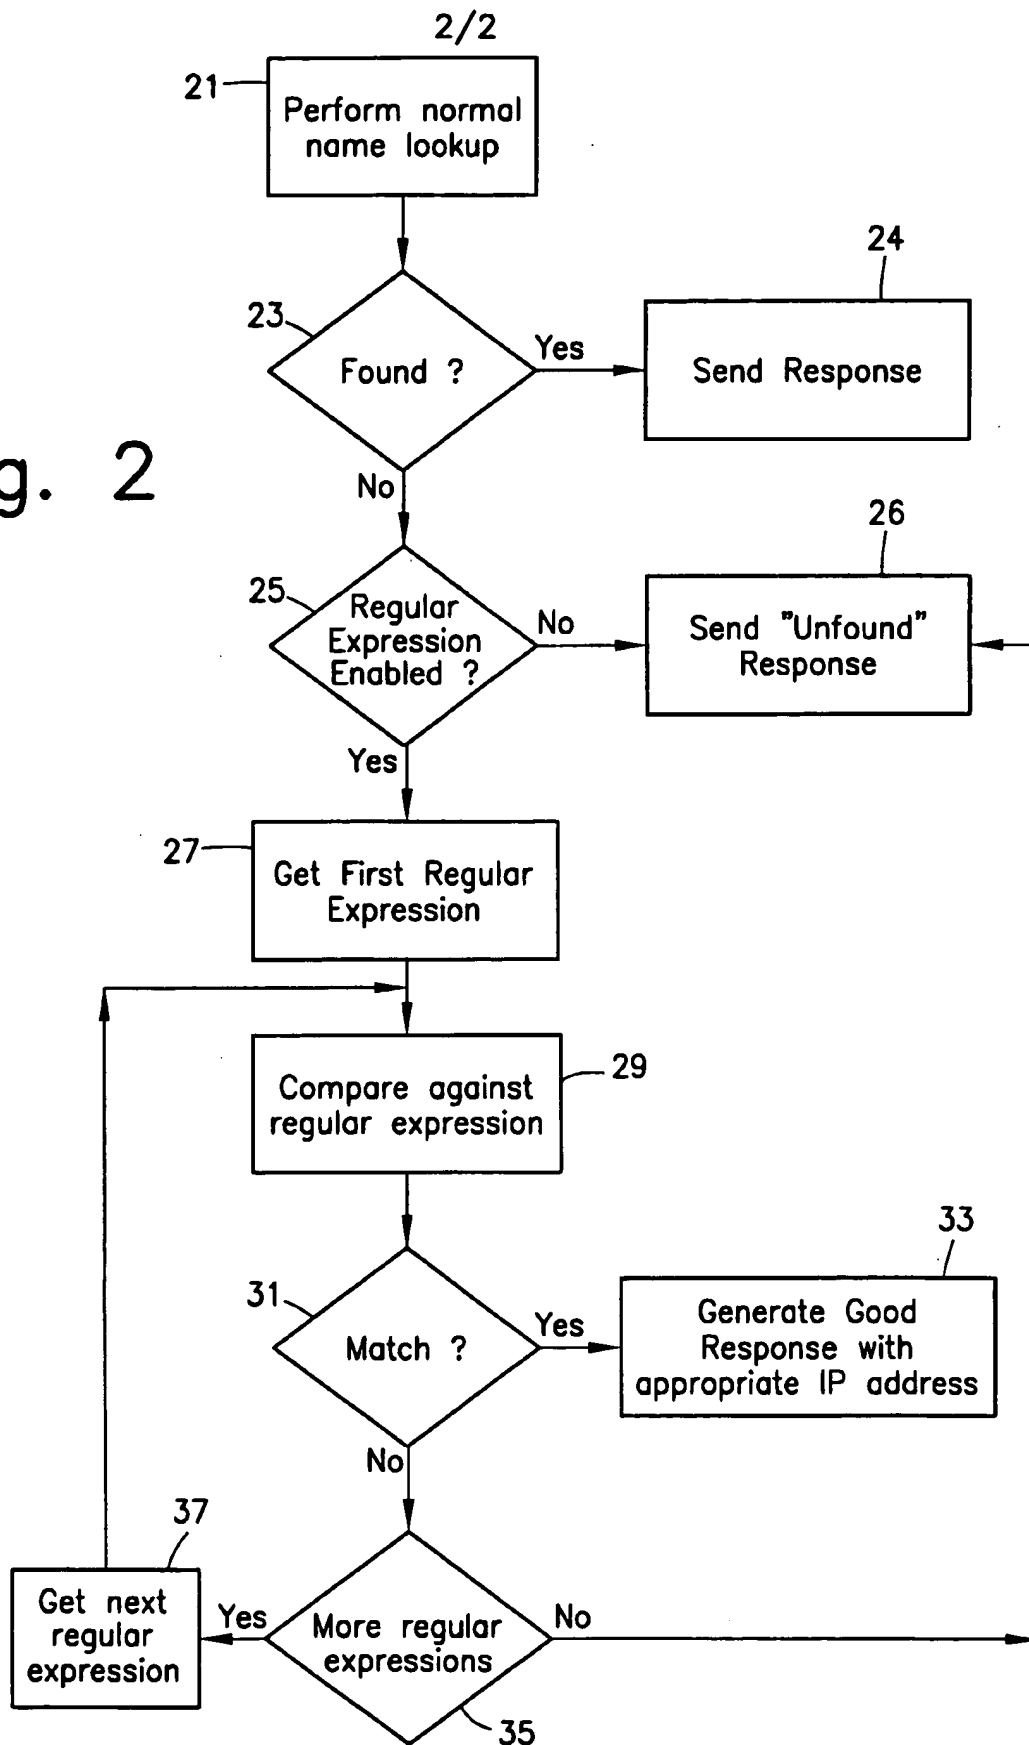 2/2
21
Perform normal
name lookup
23
Found ?
Yes
24
Send Response
No
g. 2
25
Regular
Expression
Enabled ?
No
26
Send "Unfound"
Response
Yes
27
Get First Regular
Expression
29
Compare against
regular expression
31
Match ?
Yes
33
Generate Good
Response with
appropriate IP address
No
37
Get next
regular
expression
Yes
More regular
expressions
No
35